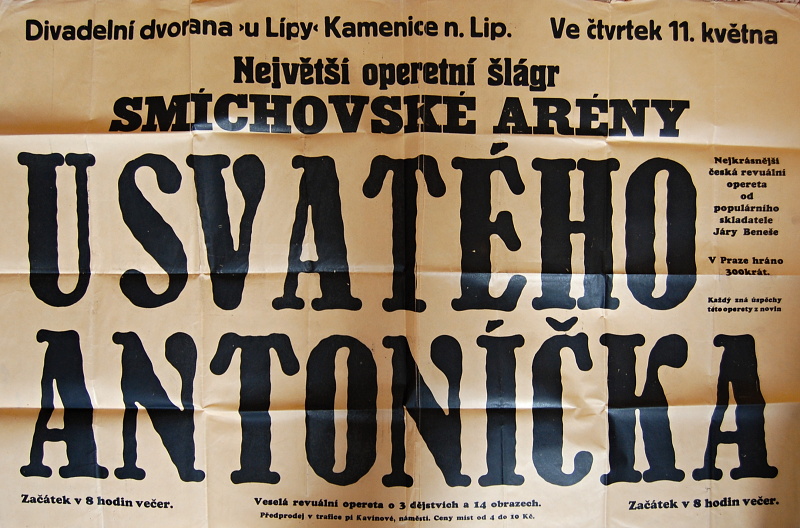 Divadelní dvorana ›u Lípy‹ Kamenice n. Lip. Ve čtvrtek 11. května
Největší operetní šlágr
SMÍCHOVSKÉ ARÉNY
U SVATÉHO
Nejkrásnější
česká revuální
opereta
od
populárního
skladatele
Járy Beneše
V Praze hráno
300krát.
Každý zná úspěchy
této operety z novin
ANTONÍČKA
Začátek v 8 hodin večer.
Veselá revuální opereta o 3 dějstvích a 14 obrazech.
Předprodej v trafice pí Kavinové, náměstí. Ceny míst od 4 do 10 Kč.
Začátek v 8 hodin večer.